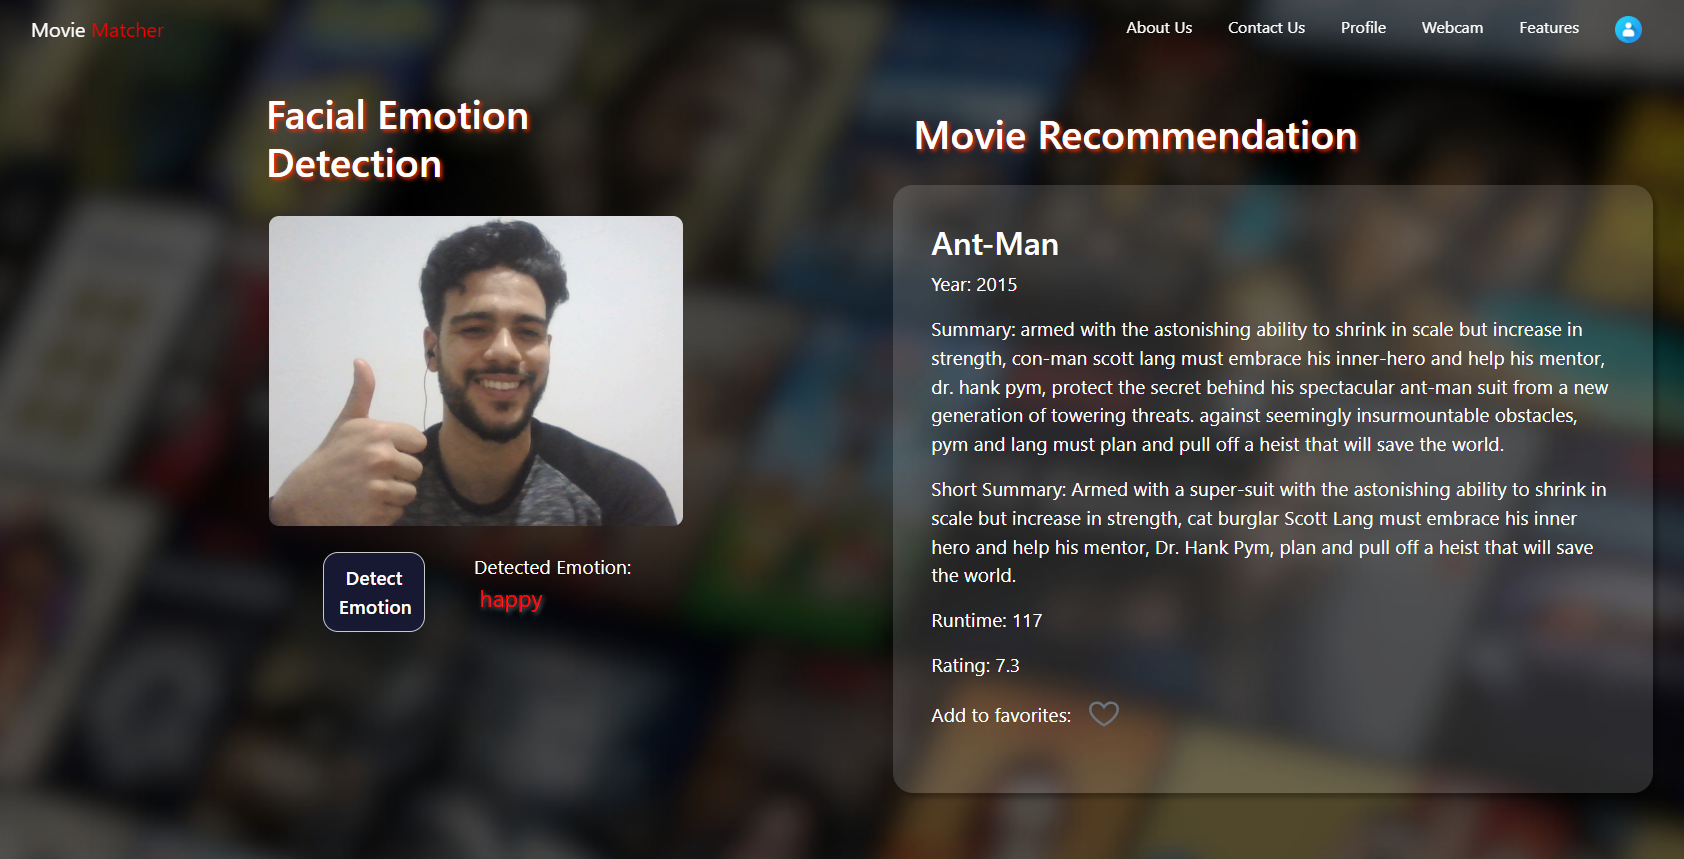 Movie Matcher
About Us
Contact Us
Profile
Webcam
Features
Facial Emotion
Detection
Detect
Emotion
Detected Emotion:
happy
Movie Recommendation
Ant-Man
Year: 2015
Summary: armed with the astonishing ability to shrink in scale but increase in
strength, con-man scott lang must embrace his inner-hero and help his mentor,
dr. hank pym, protect the secret behind his spectacular ant-man suit from a new
generation of towering threats. against seemingly insurmountable obstacles,
pym and lang must plan and pull off a heist that will save the world.
Short Summary: Armed with a super-suit with the astonishing ability to shrink in
scale but increase in strength, cat burglar Scott Lang must embrace his inner
hero and help his mentor, Dr. Hank Pym, plan and pull off a heist that will save
the world.
Runtime: 117
Rating: 7.3
Add to favorites: